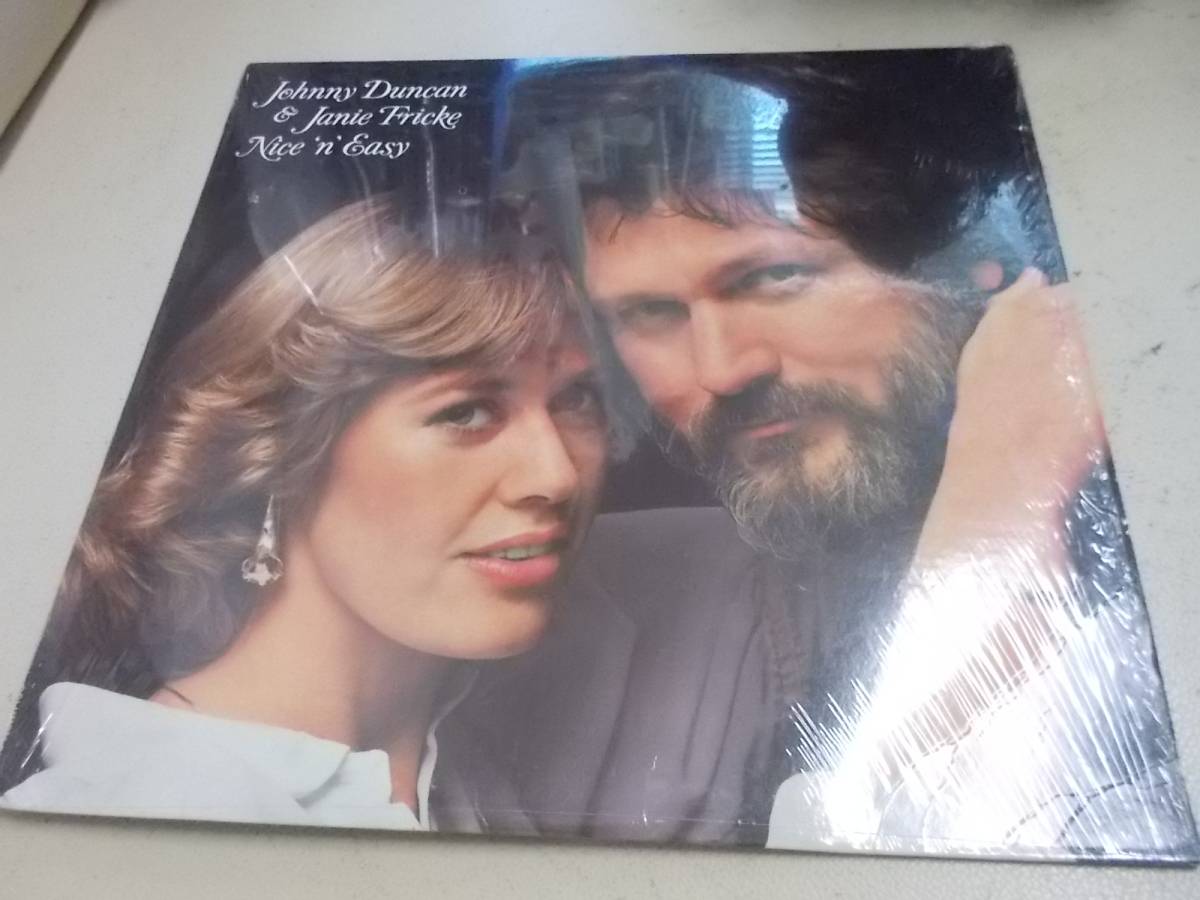 Johnny Duncan
& Janie Fricke
Nice 'n' Easy